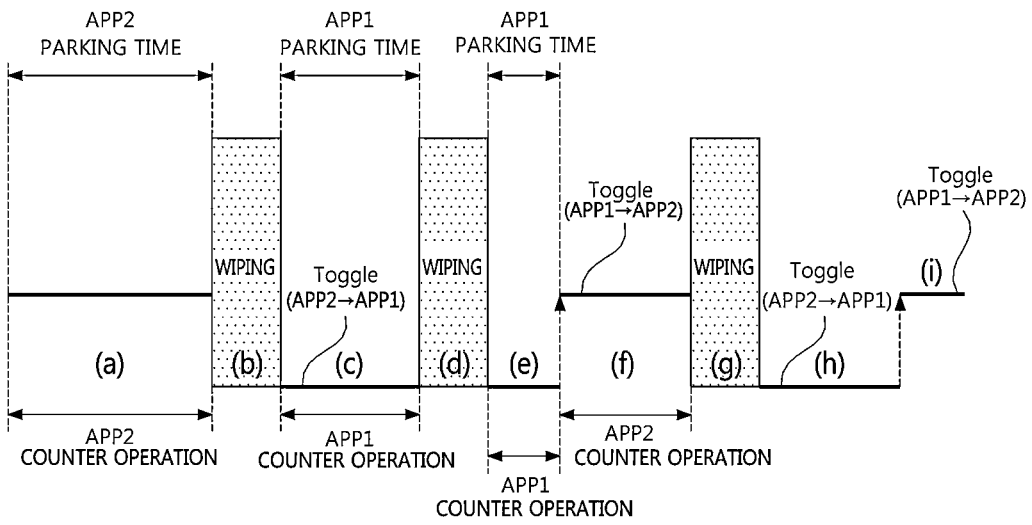 APP2
PARKING TIME
APP1
PARKING TIME
APP1
PARKING TIME
Toggle
(APP1→APP2)
Toggle
(APP1→APP2)
WIPING
Toggle
(APP2→APP1)
WIPING
WIPING
Toggle
(APP2→APP1)
(i)
(a)
(b)
(c)
(d)
(e)
(f)
(g)
(h)
APP2
COUNTER OPERATION
APP1
COUNTER OPERATION
APP2
COUNTER OPERATION
APP1
COUNTER OPERATION